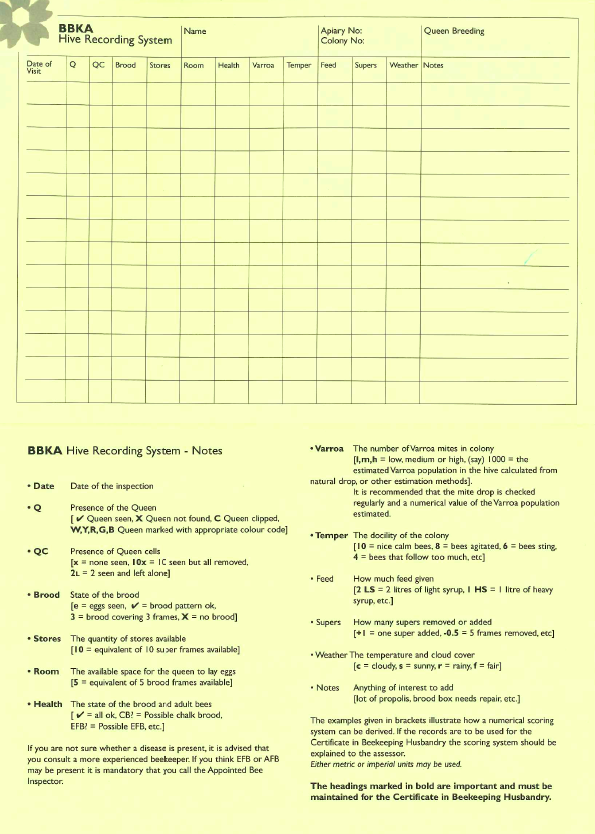 BBKA
Hive Recording System
Name
Apiary No:
Colony No:
Queen Breeding
Date of
Visit
Q
QC
Brood
Stores
Room
Health
Varroa
Temper
Feed
Supers
Weather
Notes
BBKA Hive Recording System - Notes
• Date Date of the inspection
• Q Presence of the Queen
[ ✔ Queen seen, X Queen not found, C Queen clipped,
W,Y,R,G,B Queen marked with appropriate colour code]
• QC Presence of Queen cells
[x = none seen, 10x = 10 seen but all removed,
2L = 2 seen and left alone]
• Brood State of the brood
[e = eggs seen, ✔ = brood pattern ok,
3 = brood covering 3 frames, X = no brood]
• Stores The quantity of stores available
[10 = equivalent of 10 super frames available]
• Room The available space for the queen to lay eggs
[5 = equivalent of 5 brood frames available]
• Health The state of the brood and adult bees
[ ✔ = all ok, CB? = Possible chalk brood,
EFB? = Possible EFB, etc.]
If you are not sure whether a disease is present, it is advised that
you consult a more experienced beekeeper. If you think EFB or AFB
may be present it is mandatory that you call the Appointed Bee
Inspector.
• Varroa The number of Varroa mites in colony
[l,m,h = low, medium or high, (say) 1000 = the
estimated Varroa population in the hive calculated from
natural drop, or other estimation methods].
It is recommended that the mite drop is checked
regularly and a numerical value of the Varroa population
estimated.
• Temper The docility of the colony
[10 = nice calm bees, 8 = bees agitated, 6 = bees sting,
4 = bees that follow too much, etc]
• Feed How much feed given
[2 LS = 2 litres of light syrup, 1 HS = 1 litre of heavy
syrup, etc.]
• Supers How many supers removed or added
[+1 = one super added, -0.5 = 5 frames removed, etc]
• Weather The temperature and cloud cover
[c = cloudy, s = sunny, r = rainy, f = fair]
• Notes Anything of interest to add
[lot of propolis, brood box needs repair, etc.]
The examples given in brackets illustrate how a numerical scoring
system can be derived. If the records are to be used for the
Certificate in Beekeeping Husbandry the scoring system should be
explained to the assessor.
Either metric or imperial units may be used.
The headings marked in bold are important and must be
maintained for the Certificate in Beekeeping Husbandry.